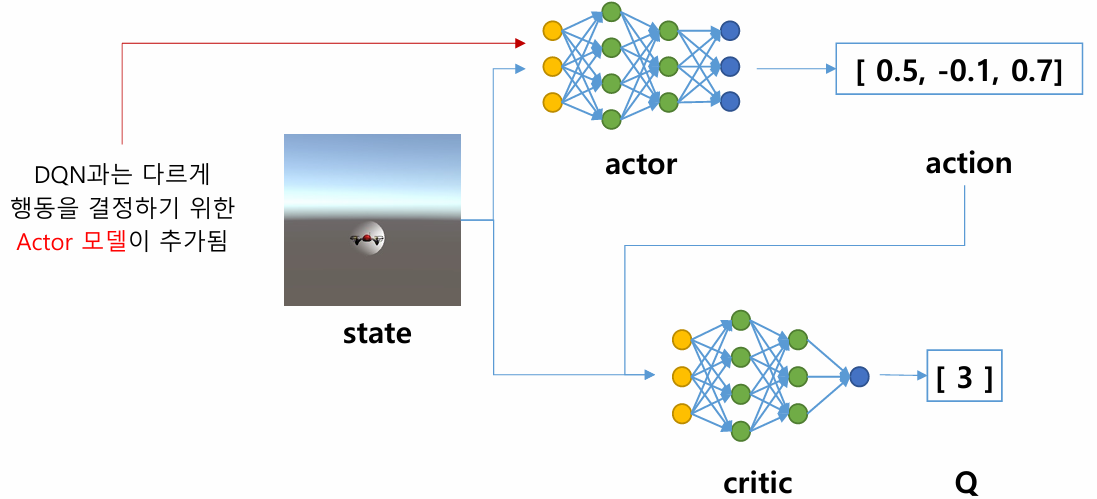 [ 0.5, -0.1, 0.7]
actor
action
DQN과는 다르게
행동을 결정하기 위한
Actor 모델이 추가됨
state
[ 3 ]
critic
Q